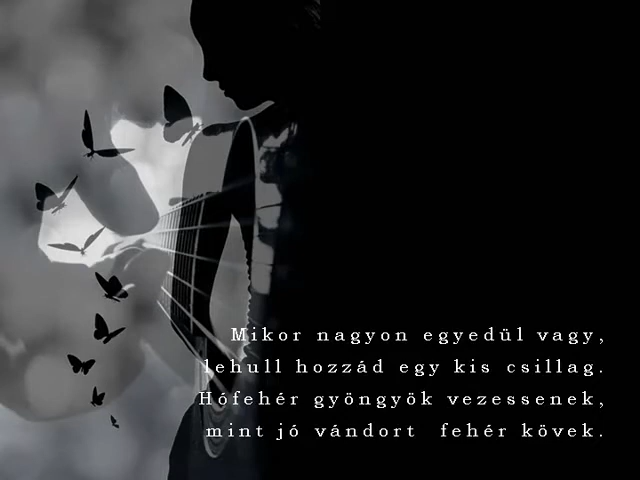 Mikor nagyon egyedül vagy,
lehull hozzád egy kis csillag.
Hófehér gyöngyök vezessenek,
mint jó vándort fehér kövek.